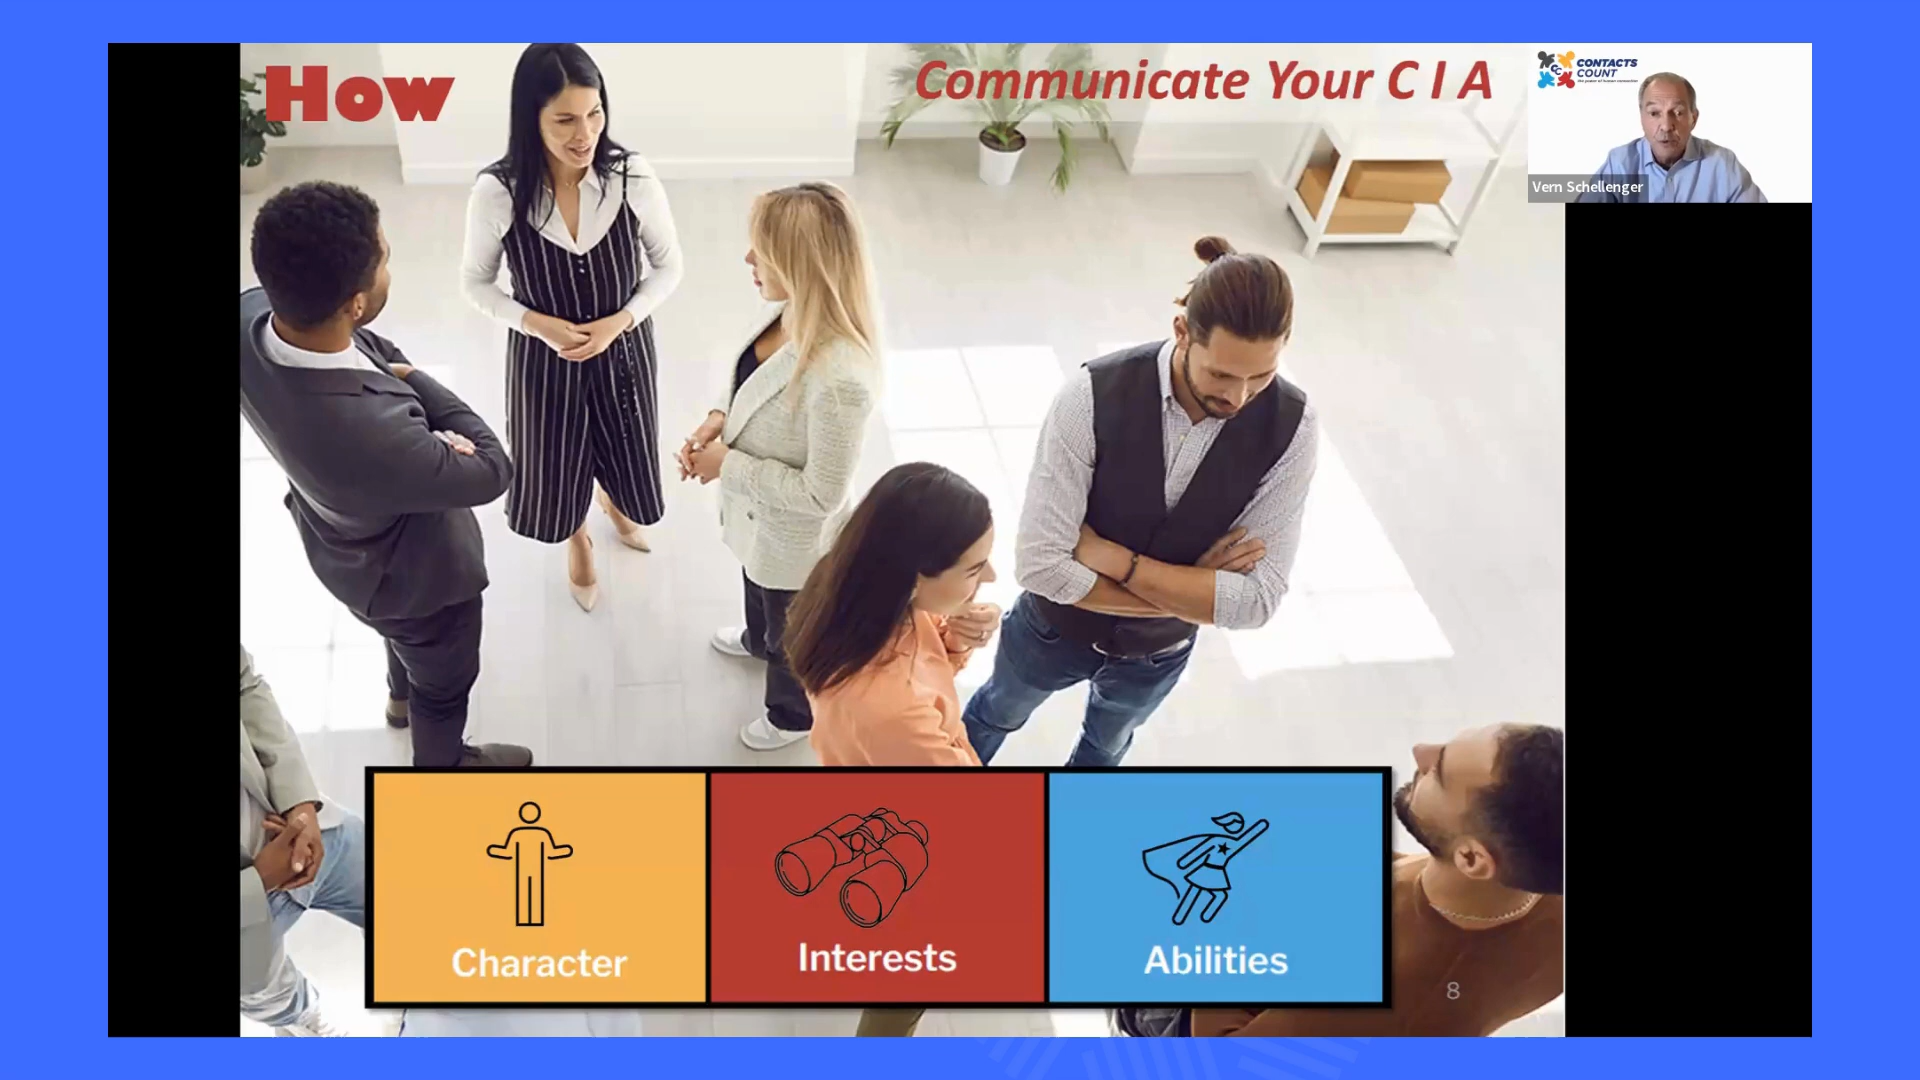 How
Communicate Your C I A
CONTACTS
COUNT
Vern Schellenger
Character
Interests
Abilities
8